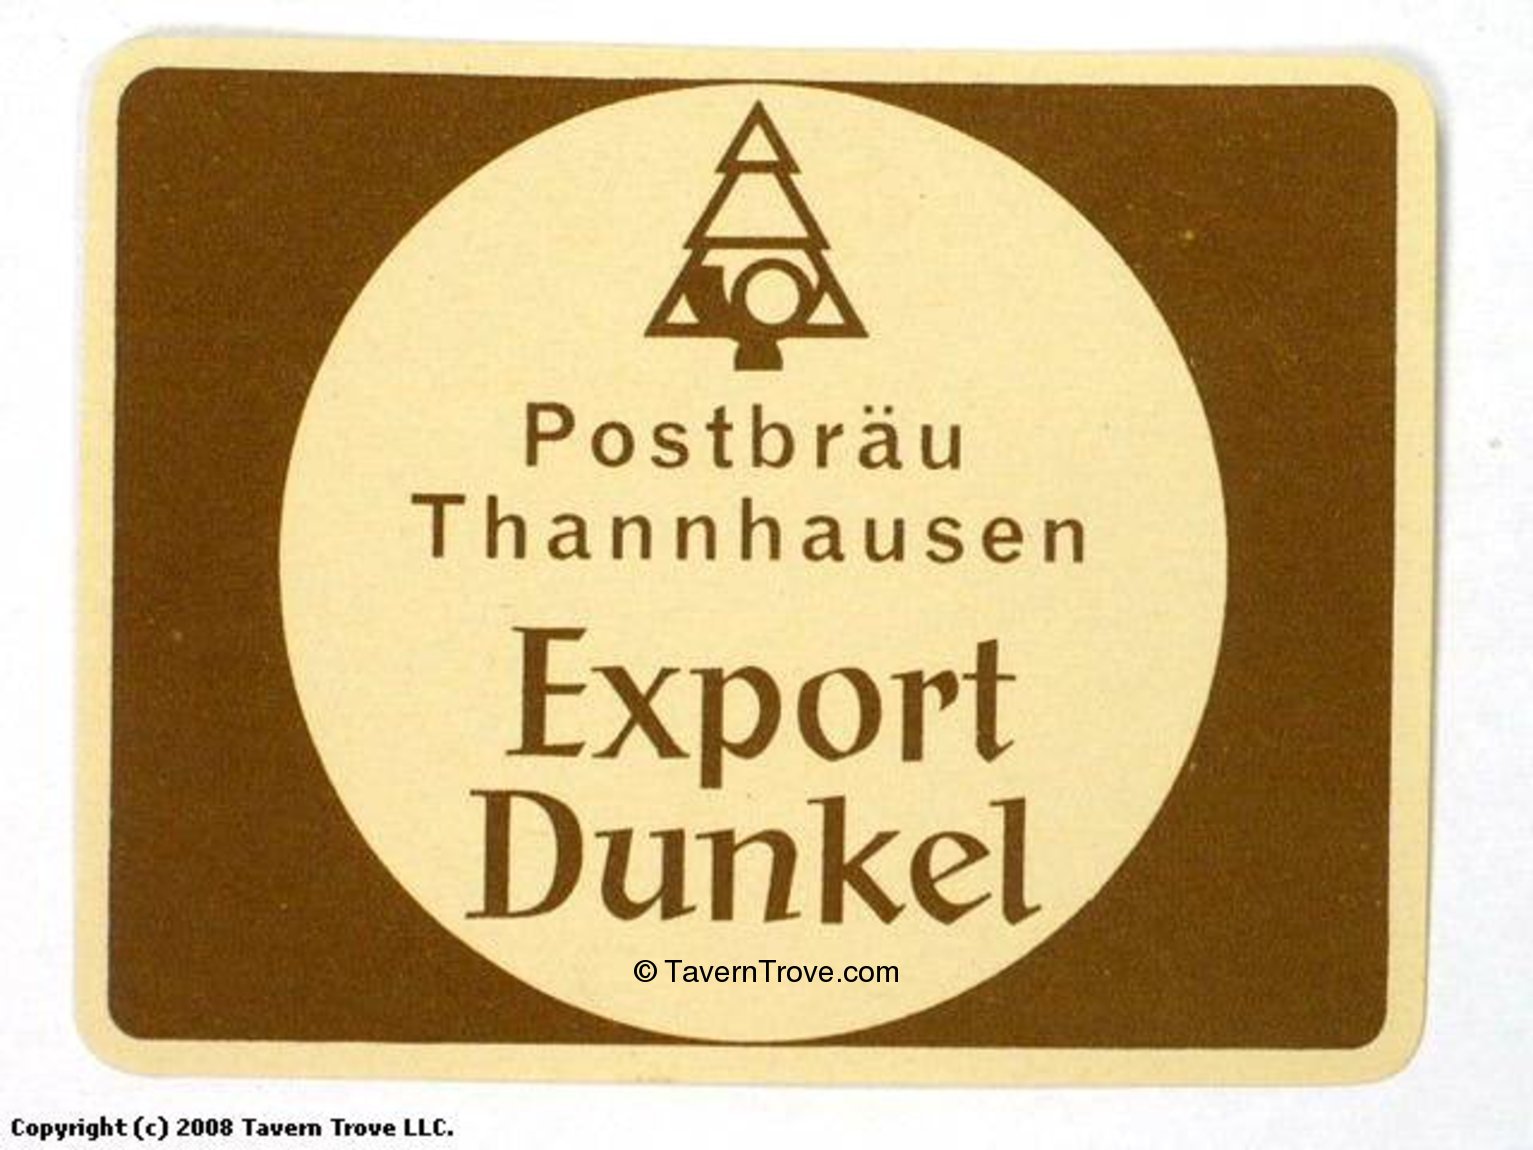 Postbräu
Thannhausen
Export
Dunkel
© TavernTrove.com
Copyright (c) 2008 Tavern Trove LLC.